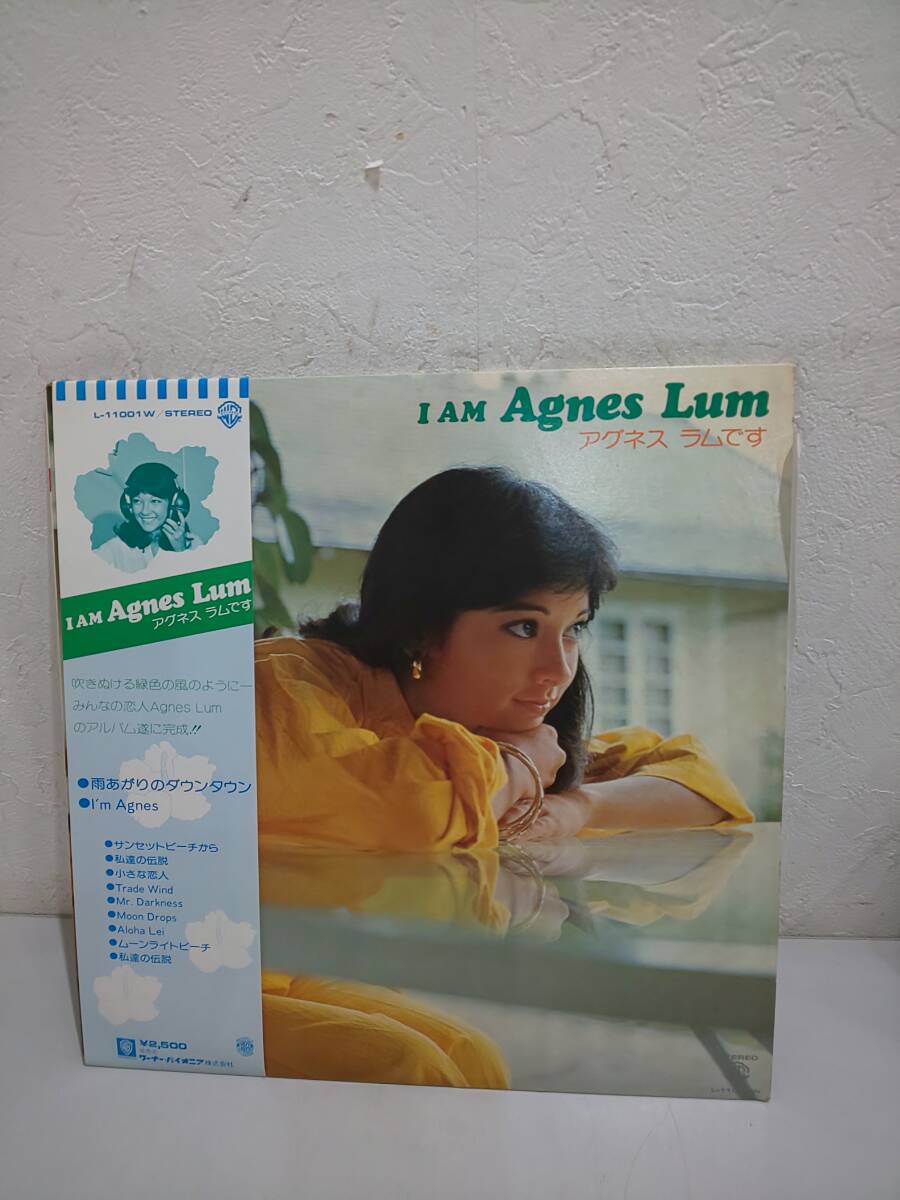 L-11001W/STEREO
I AM Agnes Lum
アグネス ラムです
吹きぬける緑色の風のように─
みんなの恋人Agnes Lum
のアルバム遂に完成!!
●雨あがりのダウンタウン
●I'm Agnes
●サンセットビーチから
●私達の伝説
●小さな恋人
●Trade Wind
●Mr. Darkness
●Moon Drops
●Aloha Lei
●ムーンライトビーチ
●私達の伝説
¥2,500
ワーナー・パイオニア株式会社
I AM Agnes Lum
アグネス ラムです